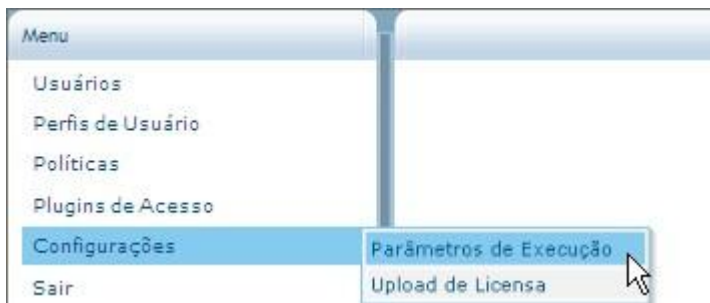 Menu
Usuários
Perfis de Usuário
Políticas
Plugins de Acesso
Configurações
Parâmetros de Execução
Sair
Upload de Licensa